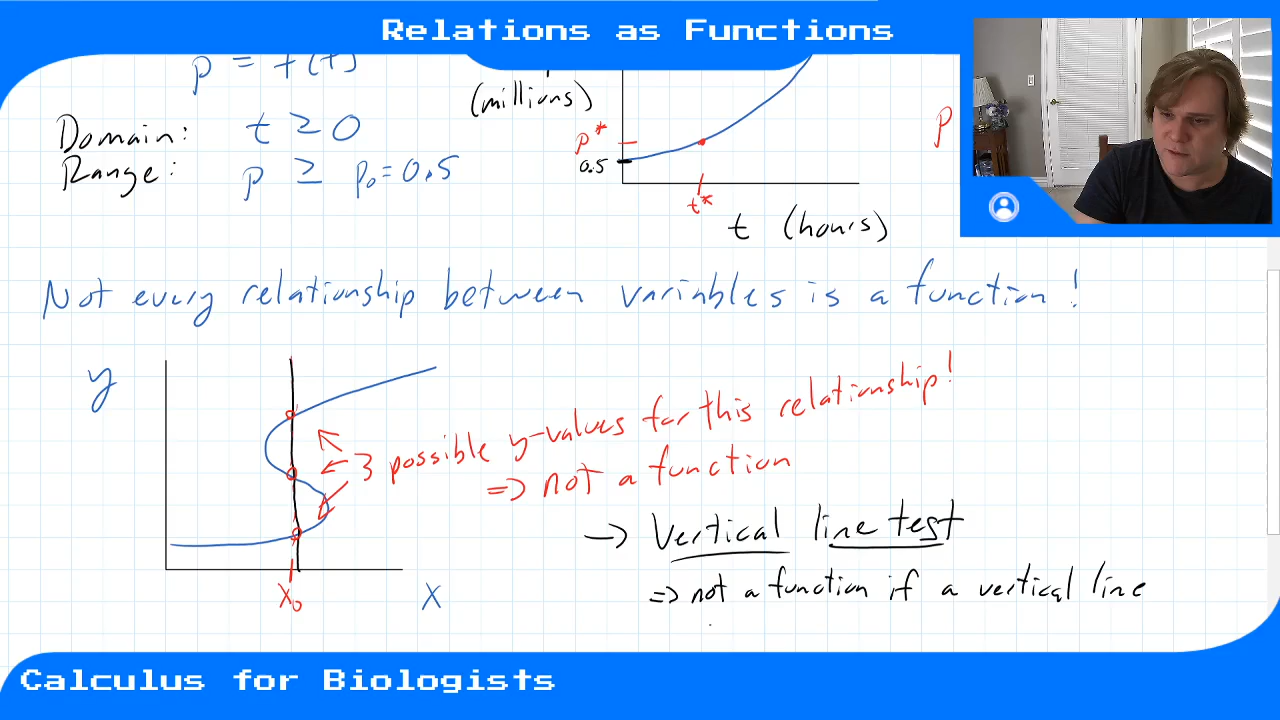 Relations as Functions
p = f(t)
(millions)
Domain: t ≥ 0
p*
p
0.5
Range: p ≥ p₀ = 0.5
t*
t (hours)
Not every relationship between variables is a function!
y
3 possible y-values for this relationship!
=> not a function
→ Vertical line test
=> not a function if a vertical line
x₀
x
Calculus for Biologists